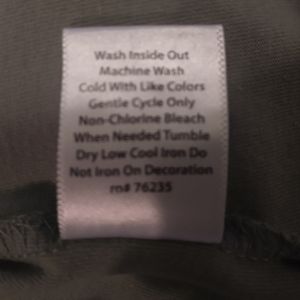 Wash Inside Out
Machine Wash
Cold With Like Colors
Gentle Cycle Only
Non-Chlorine Bleach
When Needed Tumble
Dry Low Cool Iron Do
Not Iron On Decoration
rn# 76235